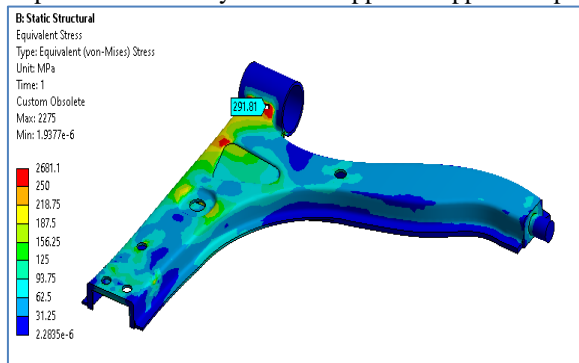 B: Static Structural
Equivalent Stress
Type: Equivalent (von-Mises) Stress
Unit: MPa
Time: 1
Custom Obsolete
Max: 2275
Min: 1.9377e-6
291.81
2681.1
250
218.75
187.5
156.25
125
93.75
62.5
31.25
2.2835e-6